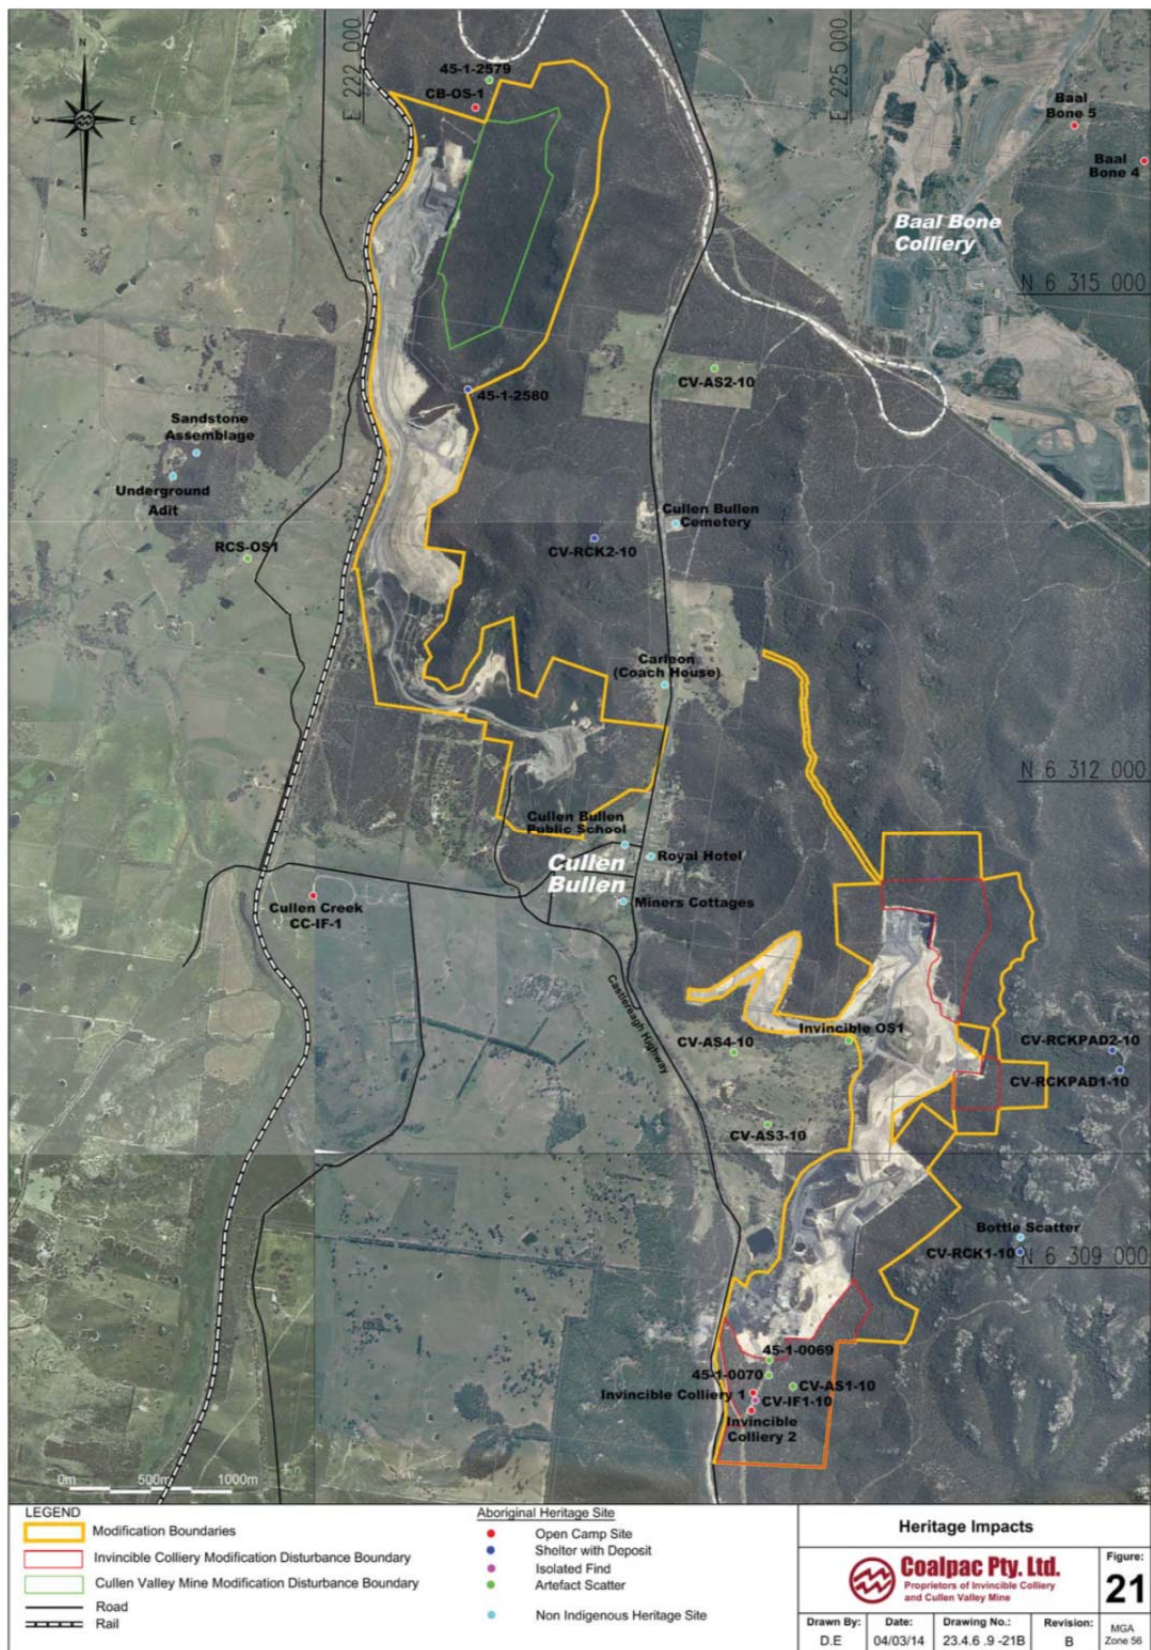 N
W
E
S
E 222 000
E 225 000
45-1-2579
CB-OS-1
Baal
Bone 5
Baal
Bone 4
Baal Bone
Colliery
N 6 315 000
CV-AS2-10
45-1-2580
Sandstone
Assemblage
Underground
Adit
RCS-OS1
Cullen Bullen
Cemetery
CV-RCK2-10
Carleon
(Coach House)
N 6 312 000
Cullen Bullen
Public School
Royal Hotel
Cullen
Bullen
Miners Cottages
Cullen Creek
CC-IF-1
Castlereagh Highway
Invincible OS1
CV-AS4-10
CV-RCKPAD2-10
CV-RCKPAD1-10
CV-AS3-10
Bottle Scatter
CV-RCK1-10
N 6 309 000
45-1-0069
45-1-0070
CV-AS1-10
Invincible Colliery 1
CV-IF1-10
Invincible
Colliery 2
0m 500m 1000m
LEGEND
Modification Boundaries
Invincible Colliery Modification Disturbance Boundary
Cullen Valley Mine Modification Disturbance Boundary
Road
Rail
Aboriginal Heritage Site
Open Camp Site
Shelter with Deposit
Isolated Find
Artefact Scatter
Non Indigenous Heritage Site
Heritage Impacts
Coalpac Pty. Ltd.
Proprietors of Invincible Colliery
and Cullen Valley Mine
Figure:
21
Drawn By: Date: Drawing No.: Revision:
D.E 04/03/14 23.4.6 .9 -21B B
MGA
Zone 56